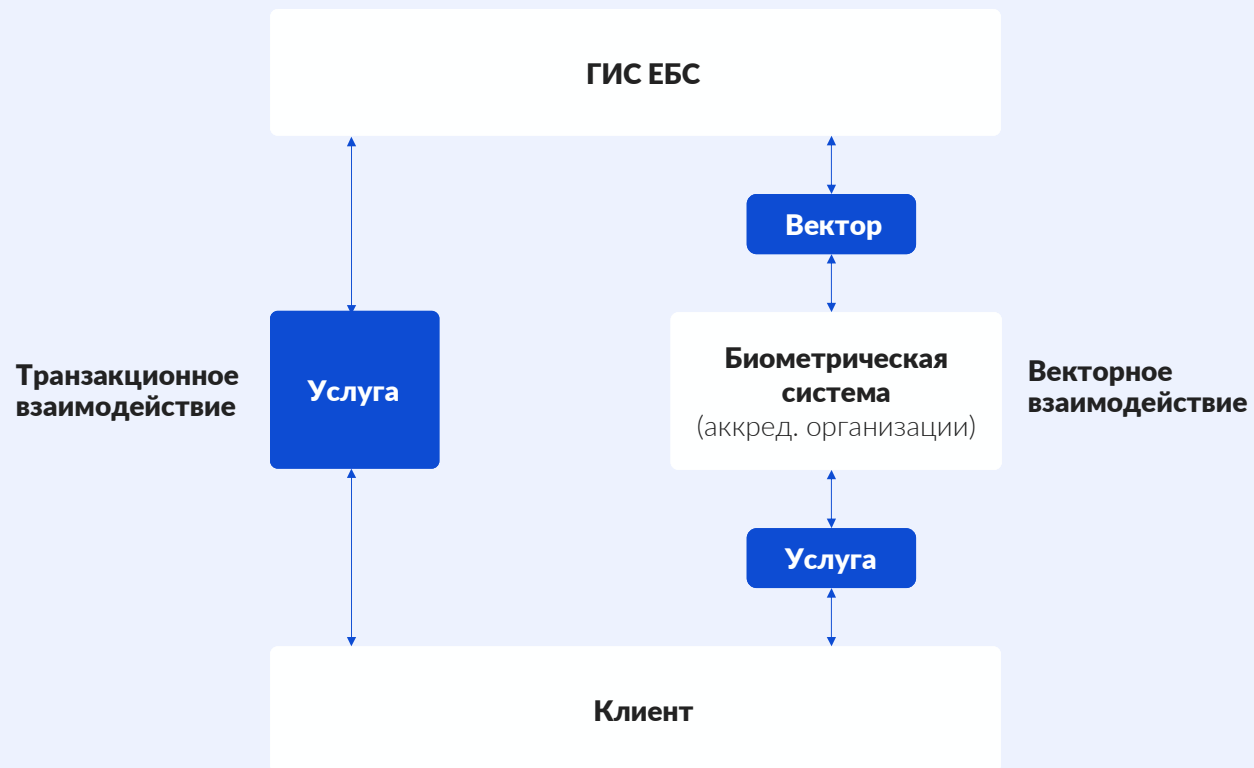 ГИС ЕБС
Вектор
Транзакционное
взаимодействие
Услуга
Биометрическая
система
(аккред. организации)
Векторное
взаимодействие
Услуга
Клиент